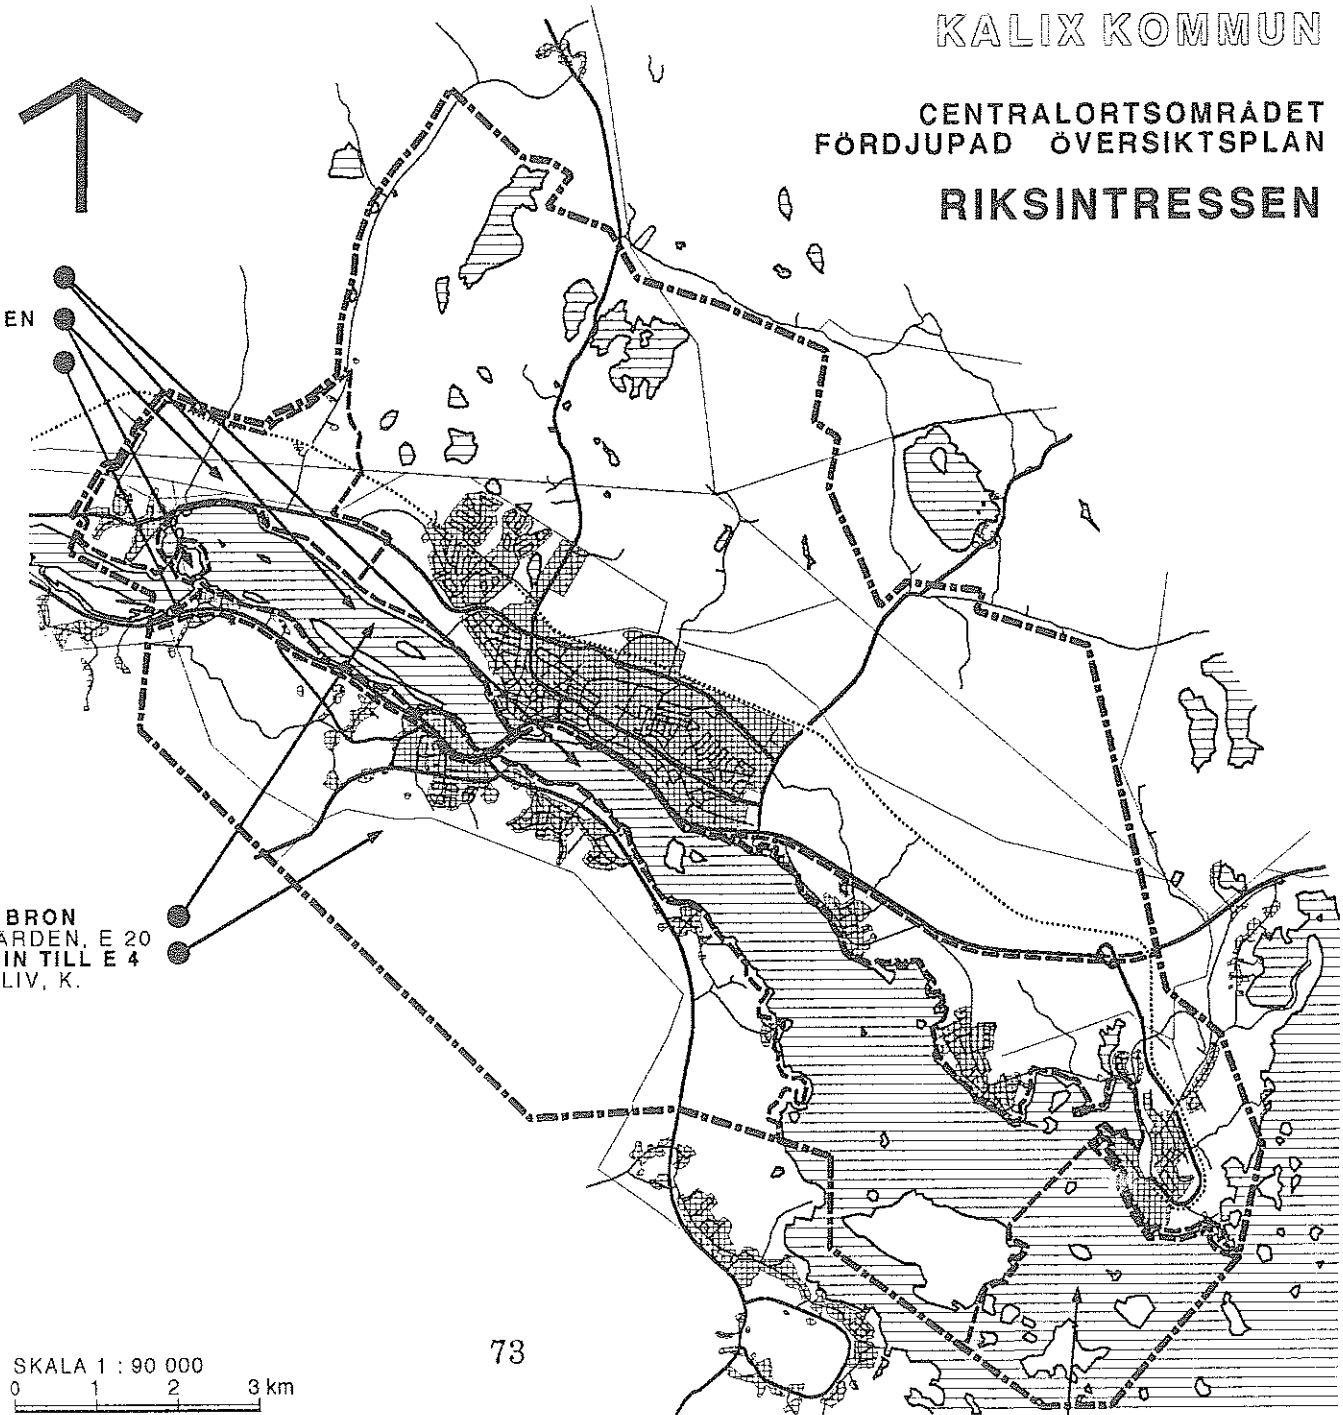 KALIX KOMMUN
CENTRALORTSOMRÅDET
FÖRDJUPAD ÖVERSIKTSPLAN
RIKSINTRESSEN
EN
BRON
ÄRDEN, E 20
IN TILL E 4
LIV, K.
73
SKALA 1 : 90 000
0 1 2 3 km